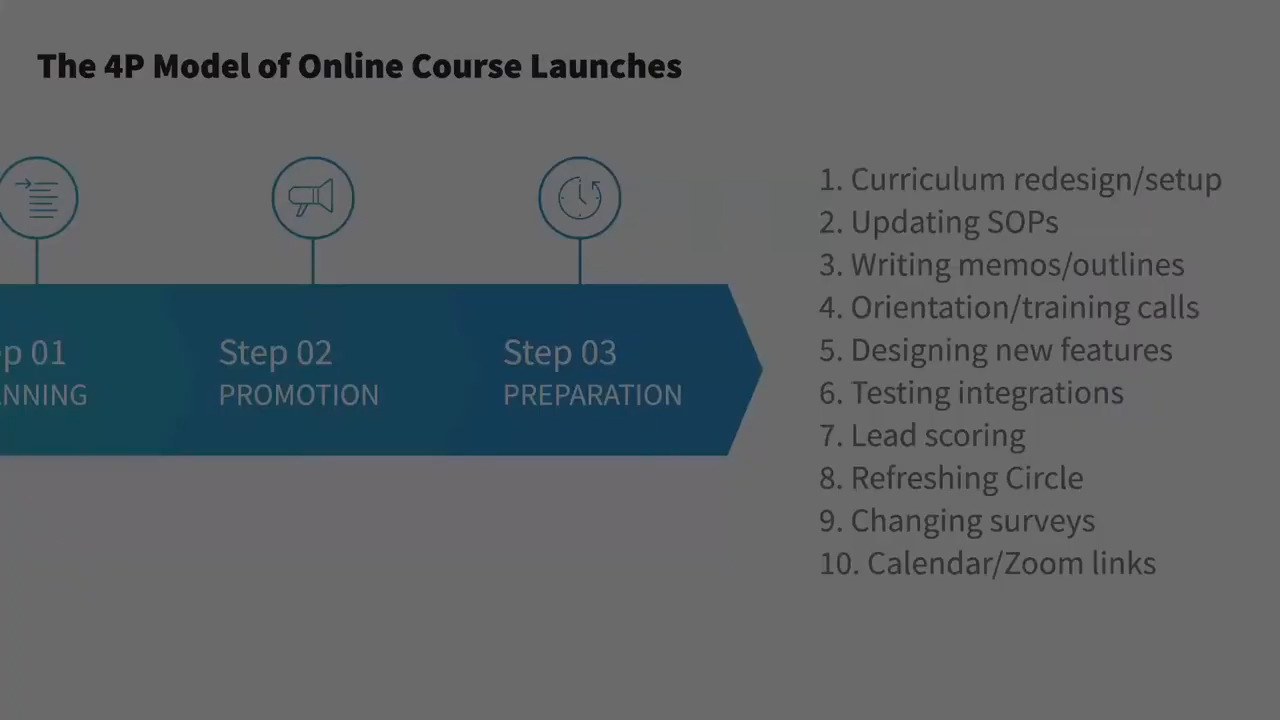 The 4P Model of Online Course Launches
p 01
NNING
Step 02
PROMOTION
Step 03
PREPARATION
1. Curriculum redesign/setup
2. Updating SOPs
3. Writing memos/outlines
4. Orientation/training calls
5. Designing new features
6. Testing integrations
7. Lead scoring
8. Refreshing Circle
9. Changing surveys
10. Calendar/Zoom links